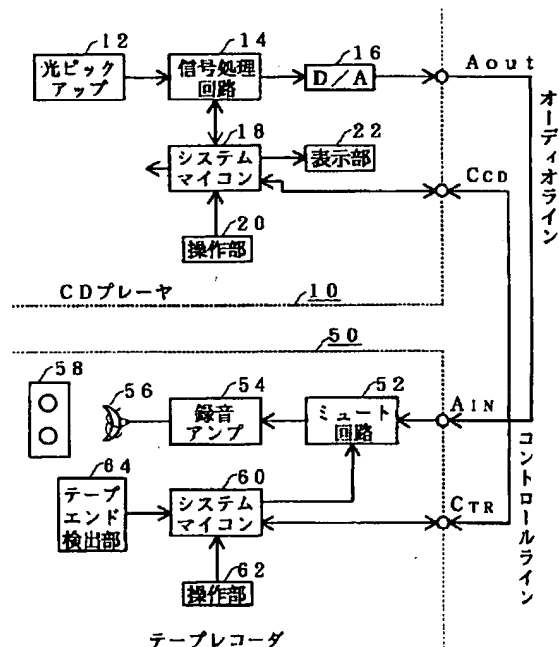 12
光ピック
アップ
14
信号処理
回路
16
D/A
Aout
オーディオライン
18
システム
マイコン
22
表示部
CCD
20
操作部
CDプレーヤ
10
50
58
56
54
録音
アンプ
52
ミュート
回路
AIN
コントロールライン
64
テープ
エンド
検出部
60
システム
マイコン
CTR
62
操作部
テープレコーダ